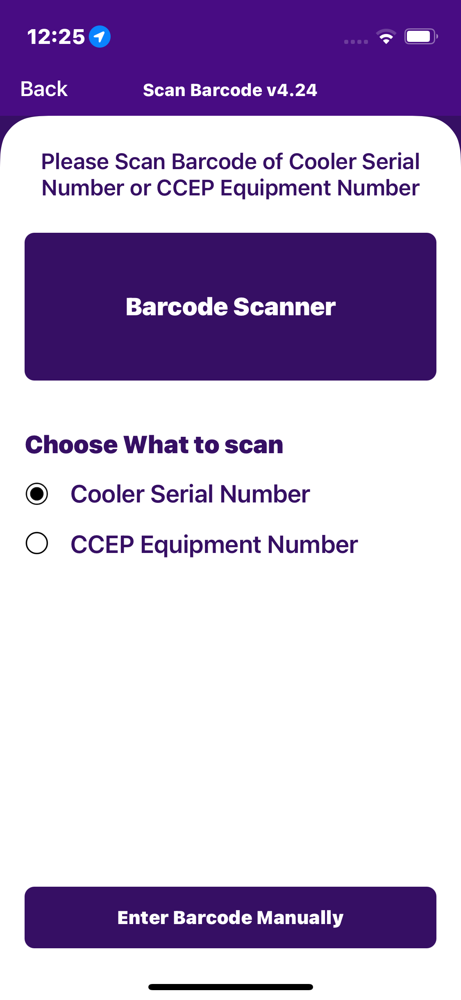 12:25
Back
Scan Barcode v4.24
Please Scan Barcode of Cooler Serial
Number or CCEP Equipment Number
Barcode Scanner
Choose What to scan
Cooler Serial Number
CCEP Equipment Number
Enter Barcode Manually